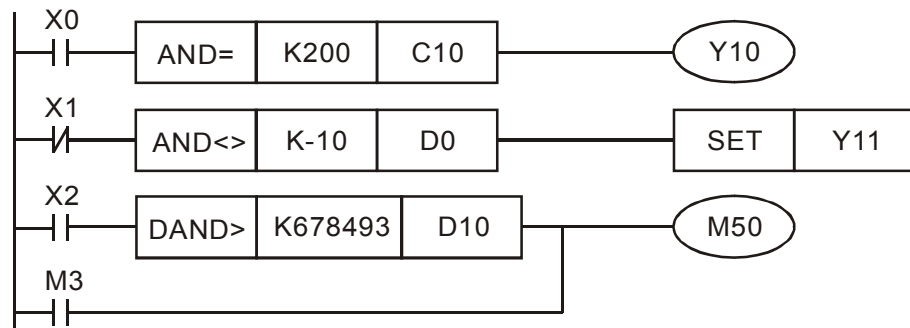 X0
AND= K200 C10 Y10
X1
AND<> K-10 D0 SET Y11
X2
DAND> K678493 D10 M50
M3